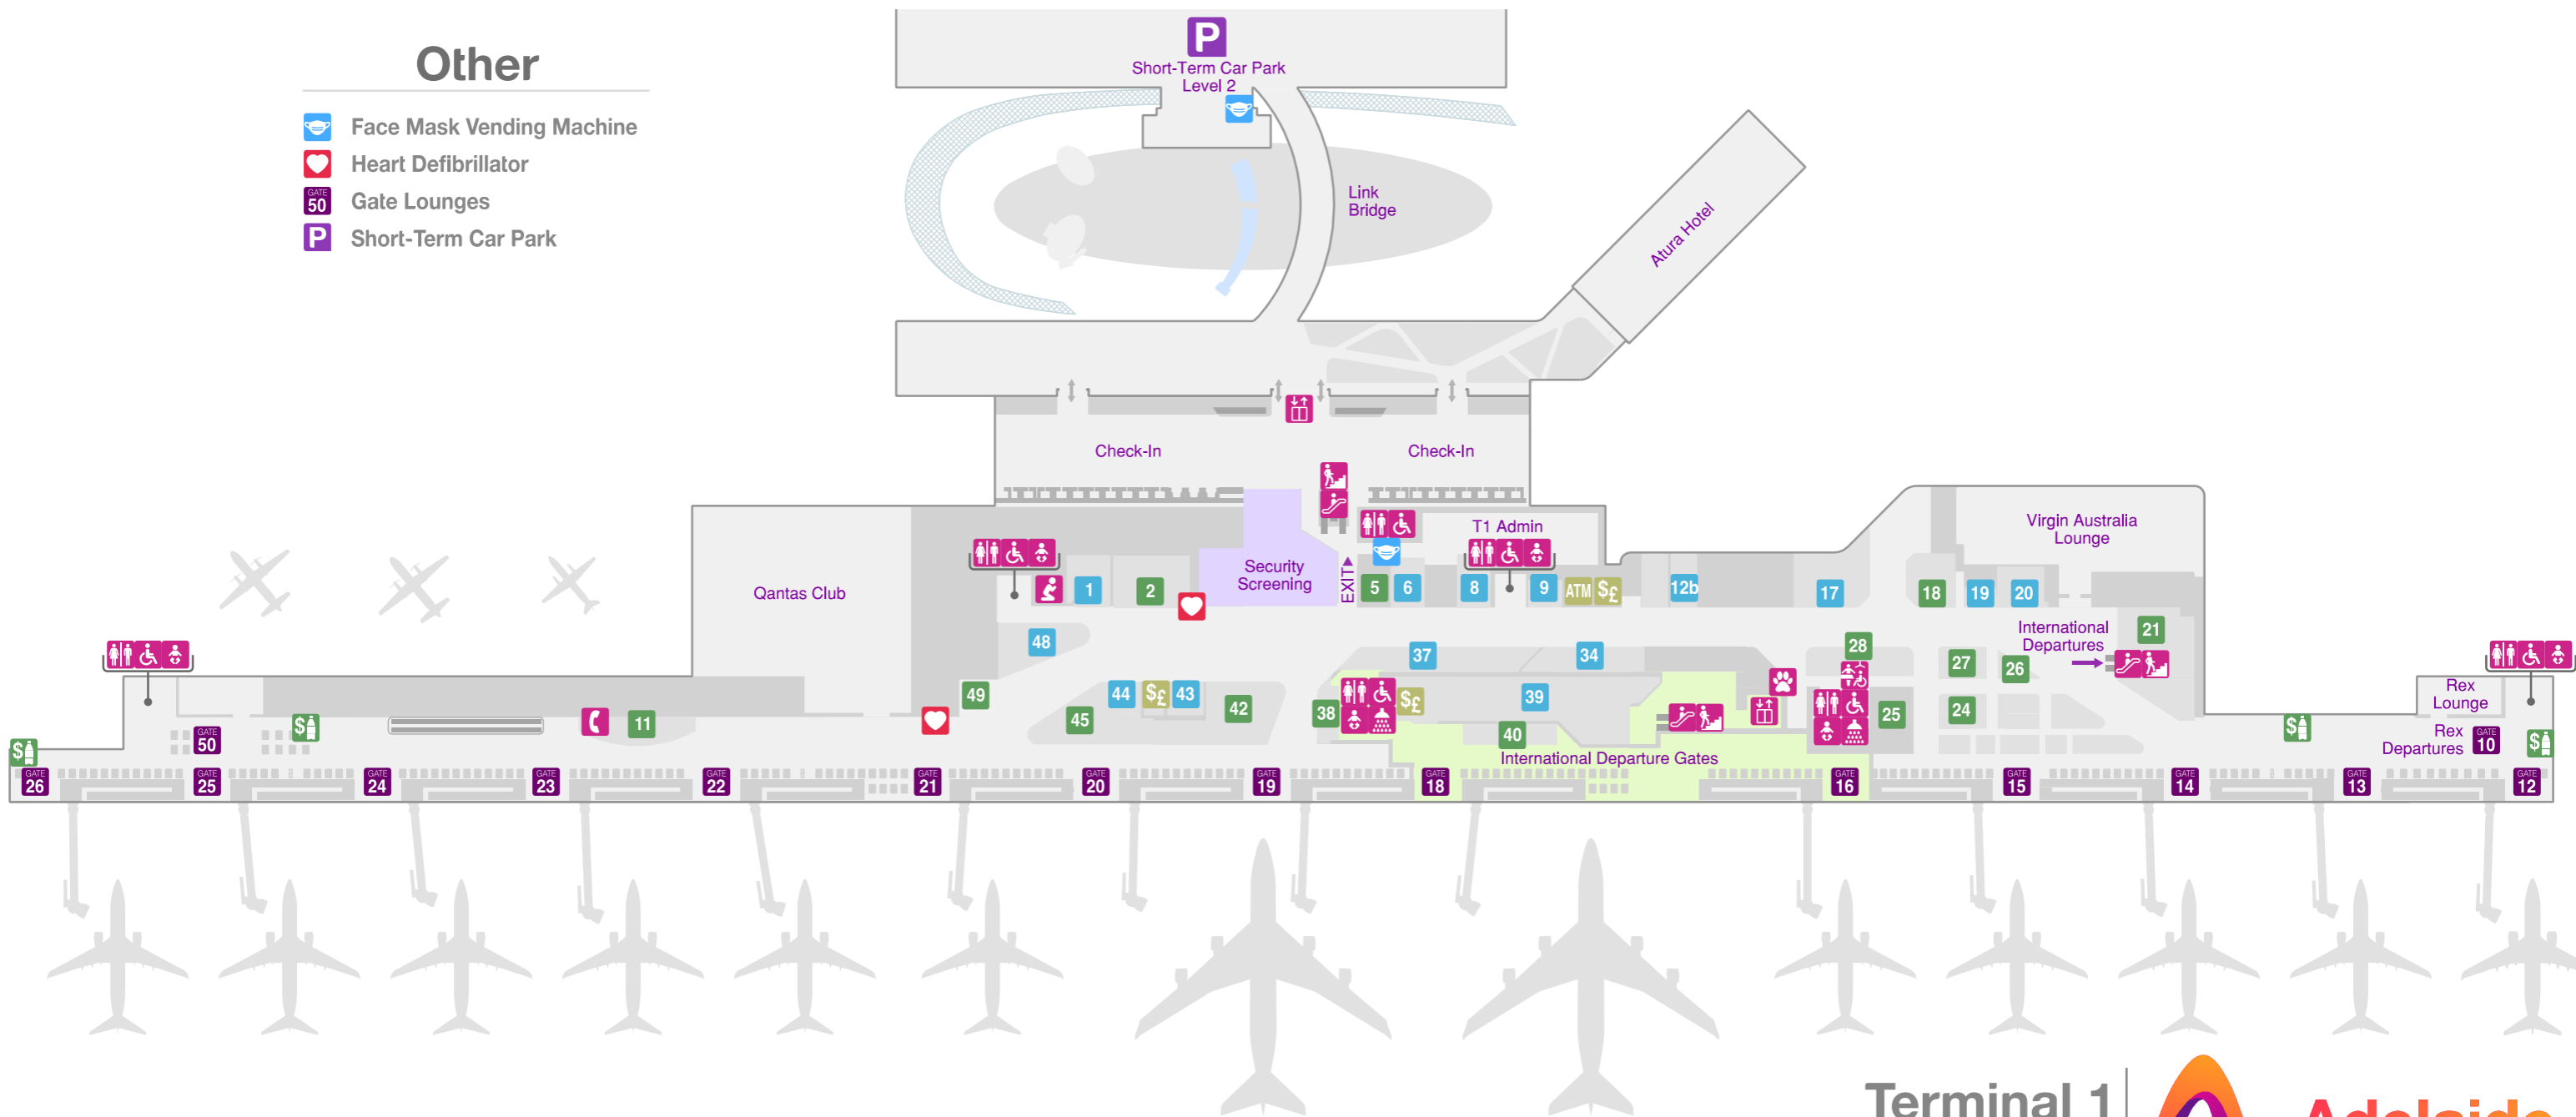 Other
Face Mask Vending Machine
Heart Defibrillator
GATE
50
Gate Lounges
P
Short-Term Car Park
P
Short-Term Car Park
Level 2
Link
Bridge
Atura Hotel
Check-In
Check-In
T1 Admin
Virgin Australia
Lounge
Qantas Club
Security
Screening
EXIT
1
2
5
6
8
9
ATM
$£
12b
17
18
19
20
48
37
34
28
International
Departures
21
27
26
49
44
$£
43
42
45
38
$£
39
40
25
24
11
$
$
$
$
Rex
Lounge
Rex
Departures
GATE
10
GATE
50
International Departure Gates
GATE
26
GATE
25
GATE
24
GATE
23
GATE
22
GATE
21
GATE
20
GATE
19
GATE
18
GATE
16
GATE
15
GATE
14
GATE
13
GATE
12
Terminal 1
Adelaide